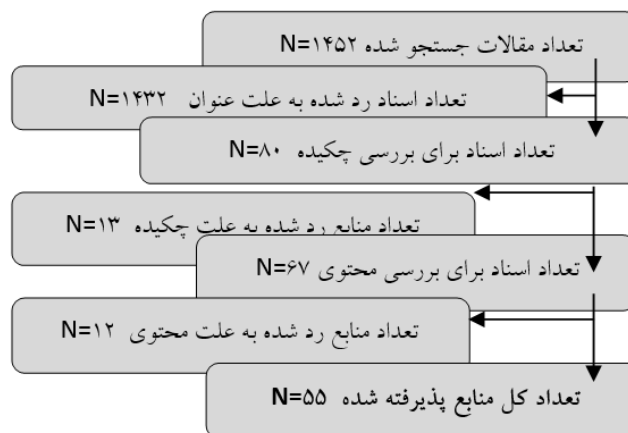 تعداد مقالات جستجو شده N=۱۴۵۲
تعداد اسناد رد شده به علت عنوان N=۱۴۳۲
تعداد اسناد برای بررسی چکیده N=۸۰
تعداد منابع رد شده به علت چکیده N=۱۳
تعداد اسناد برای بررسی محتوی N=۶۷
تعداد منابع رد شده به علت محتوی N=۱۲
تعداد کل منابع پذیرفته شده N=۵۵